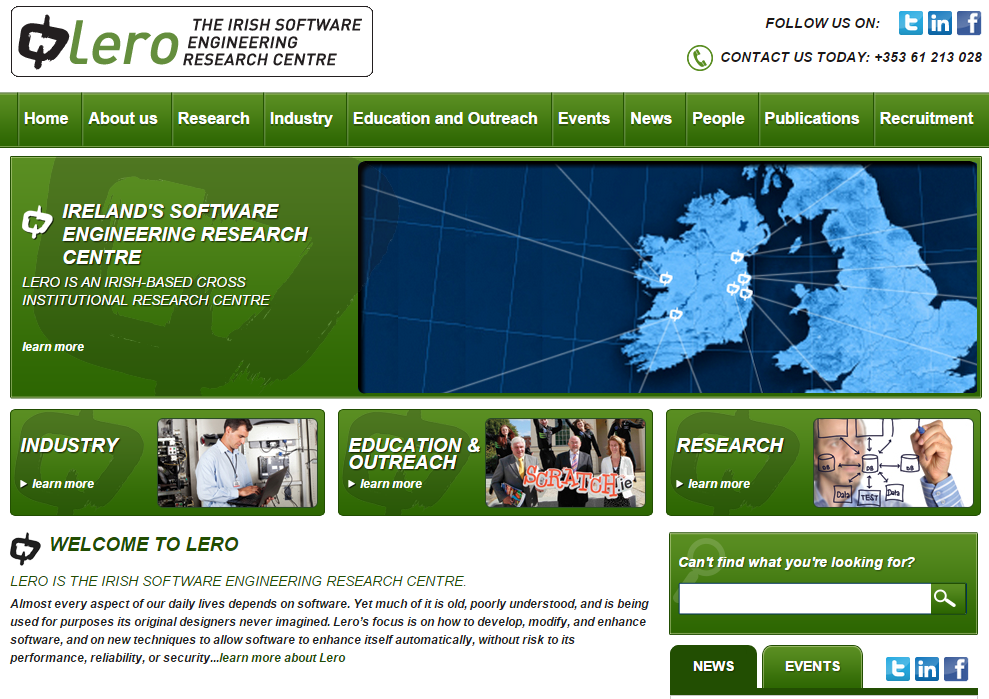 Lero THE IRISH SOFTWARE
ENGINEERING
RESEARCH CENTRE
FOLLOW US ON:
CONTACT US TODAY: +353 61 213 028
Home About us Research Industry Education and Outreach Events News People Publications Recruitment
IRELAND'S SOFTWARE
ENGINEERING RESEARCH
CENTRE
LERO IS AN IRISH-BASED CROSS
INSTITUTIONAL RESEARCH CENTRE
learn more
INDUSTRY
learn more
EDUCATION &
OUTREACH
learn more
SCRATCH.ie
RESEARCH
learn more
DB DB DB
Data TEST Data
WELCOME TO LERO
LERO IS THE IRISH SOFTWARE ENGINEERING RESEARCH CENTRE.
Almost every aspect of our daily lives depends on software. Yet much of it is old, poorly understood, and is being
used for purposes its original designers never imagined. Lero's focus is on how to develop, modify, and enhance
software, and on new techniques to allow software to enhance itself automatically, without risk to its
performance, reliability, or security...learn more about Lero
Can't find what you're looking for?
NEWS EVENTS